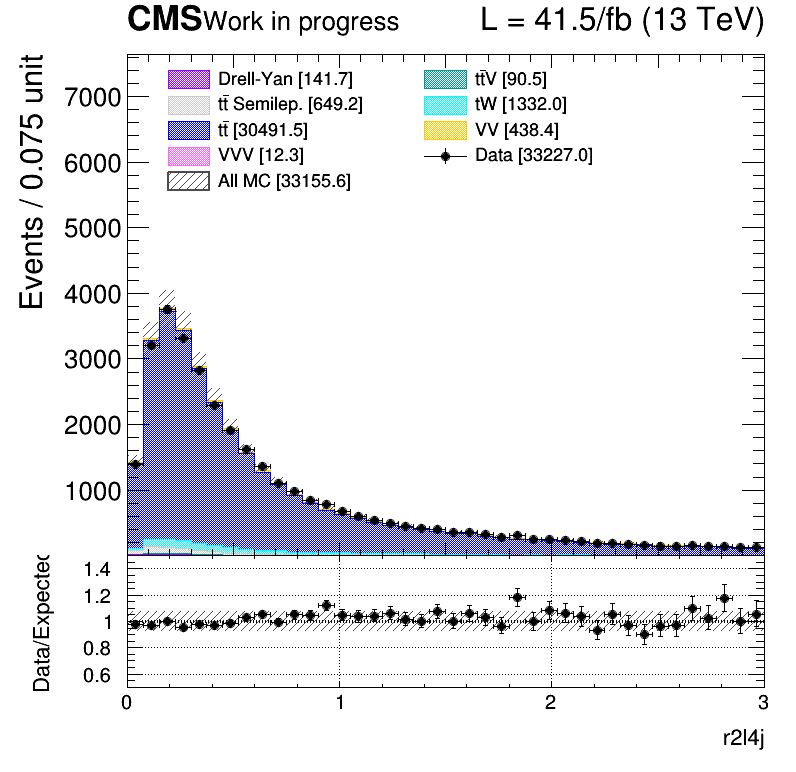 CMS Work in progress L = 41.5/fb (13 TeV)
Events / 0.075 unit
7000
6000
5000
4000
3000
2000
1000
Drell-Yan [141.7]
tt̄ Semilep. [649.2]
tt̄ [30491.5]
VVV [12.3]
All MC [33155.6]
tt̄V [90.5]
tW [1332.0]
VV [438.4]
Data [33227.0]
Data/Expected
1.4
1.2
1
0.8
0.6
0 1 2 3
r2l4j